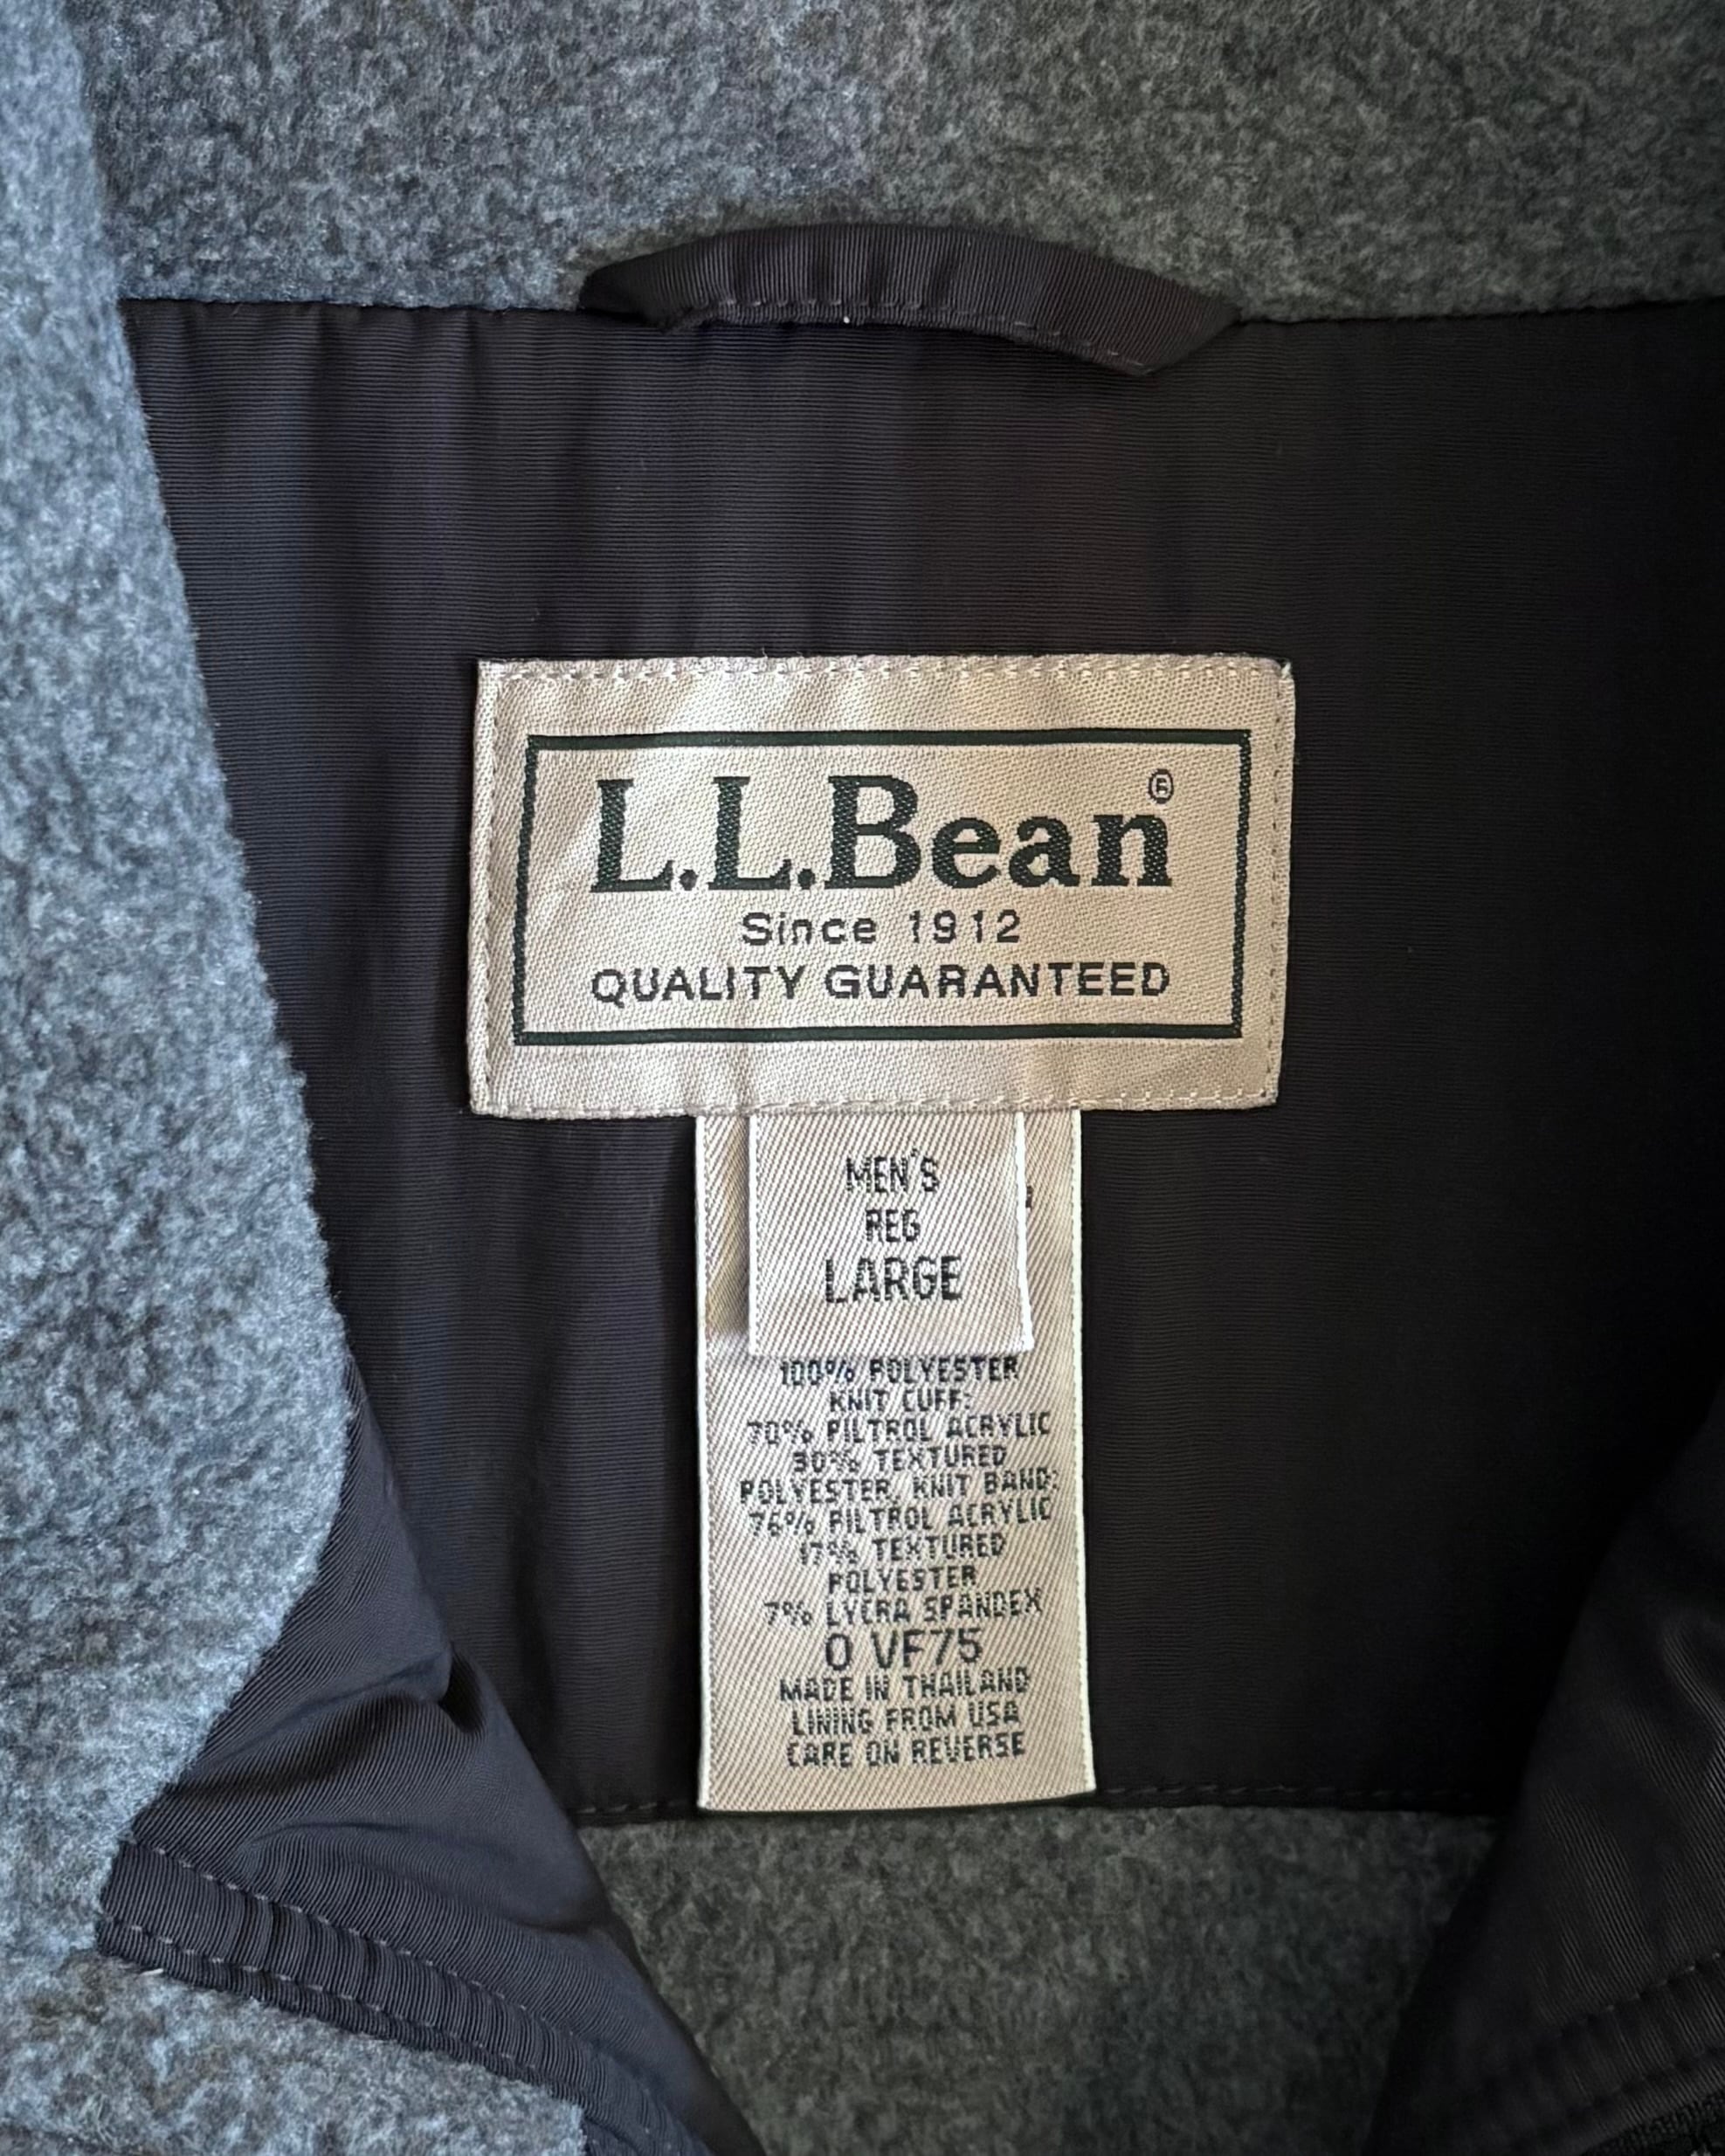 L.L.Bean®
Since 1912
QUALITY GUARANTEED
MEN'S
REG
LARGE
100% POLYESTER
KNIT CUFF:
70% PILTROL ACRYLIC
30% TEXTURED
POLYESTER, KNIT BAND:
76% PILTROL ACRYLIC
17% TEXTURED
POLYESTER
7% LYCRA SPANDEX
0 VF75
MADE IN THAILAND
LINING FROM USA
CARE ON REVERSE